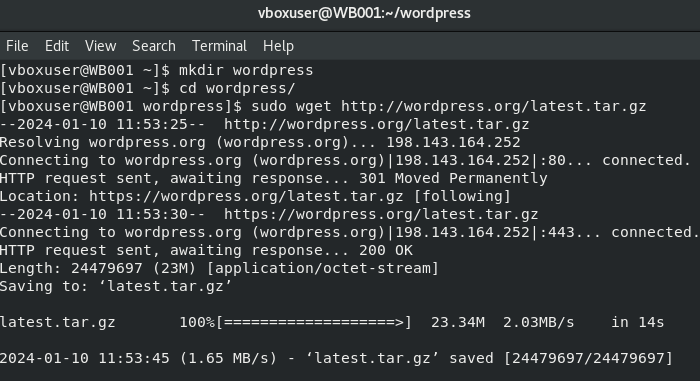 vboxuser@WB001:~/wordpress
File Edit View Search Terminal Help
[vboxuser@WB001 ~]$ mkdir wordpress
[vboxuser@WB001 ~]$ cd wordpress/
[vboxuser@WB001 wordpress]$ sudo wget http://wordpress.org/latest.tar.gz
--2024-01-10 11:53:25--  http://wordpress.org/latest.tar.gz
Resolving wordpress.org (wordpress.org)... 198.143.164.252
Connecting to wordpress.org (wordpress.org)|198.143.164.252|:80... connected.
HTTP request sent, awaiting response... 301 Moved Permanently
Location: https://wordpress.org/latest.tar.gz [following]
--2024-01-10 11:53:30--  https://wordpress.org/latest.tar.gz
Connecting to wordpress.org (wordpress.org)|198.143.164.252|:443... connected.
HTTP request sent, awaiting response... 200 OK
Length: 24479697 (23M) [application/octet-stream]
Saving to: ‘latest.tar.gz’
latest.tar.gz       100%[===================>]  23.34M  2.03MB/s    in 14s
2024-01-10 11:53:45 (1.65 MB/s) - ‘latest.tar.gz’ saved [24479697/24479697]